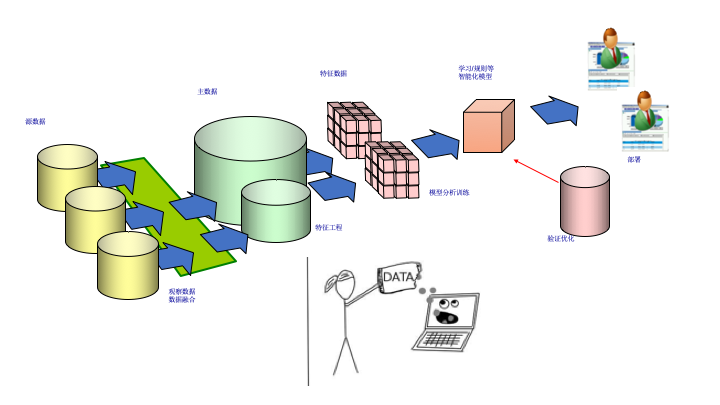 学习/规则等
智能化模型
特征数据
主数据
源数据
部署
模型分析训练
特征工程
验证优化
观察数据
数据融合
DATA